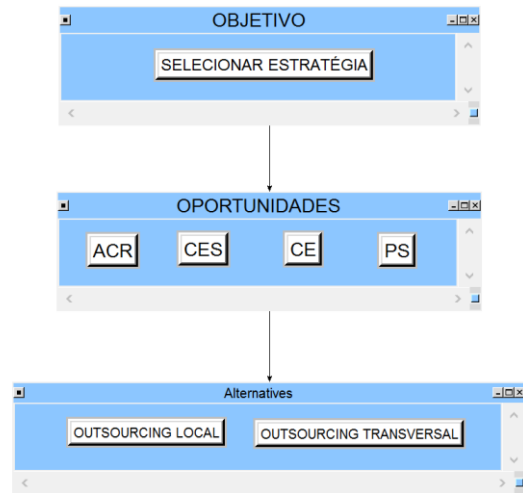 OBJETIVO
SELECIONAR ESTRATÉGIA
OPORTUNIDADES
ACR CES CE PS
Alternatives
OUTSOURCING LOCAL OUTSOURCING TRANSVERSAL